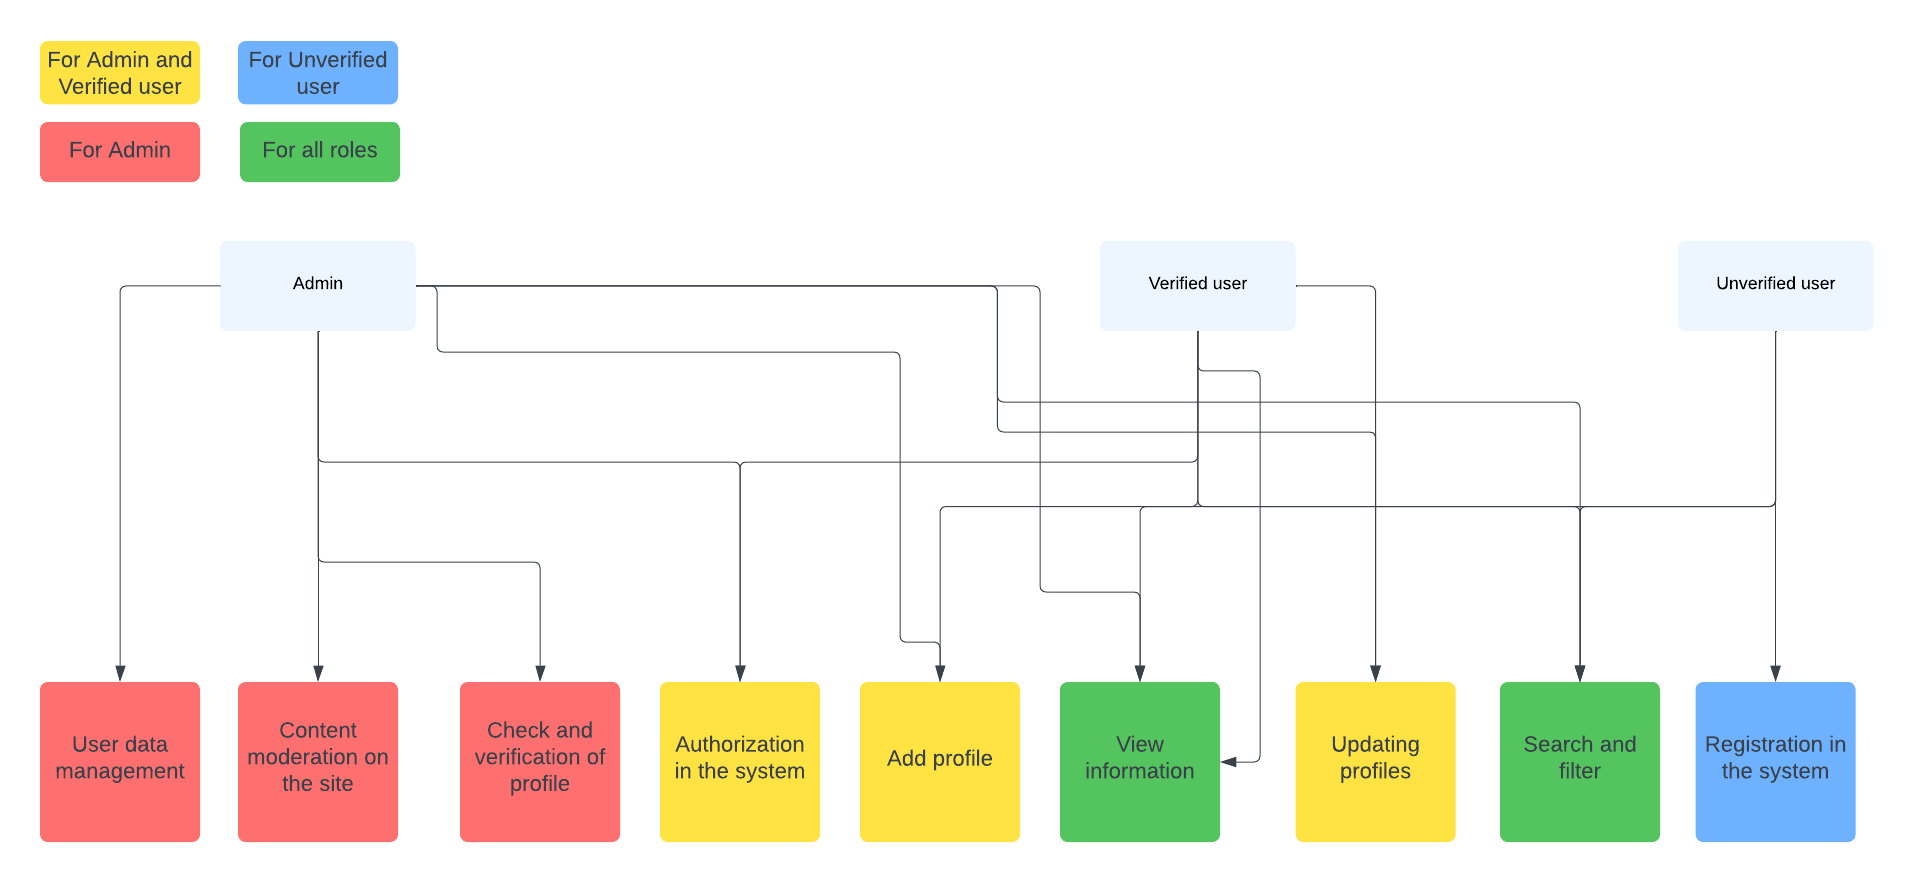 For Admin and
Verified user
For Unverified
user
For Admin
For all roles
Admin
Verified user
Unverified user
User data
management
Content
moderation on
the site
Check and
verification of
profile
Authorization
in the system
Add profile
View
information
Updating
profiles
Search and
filter
Registration in
the system